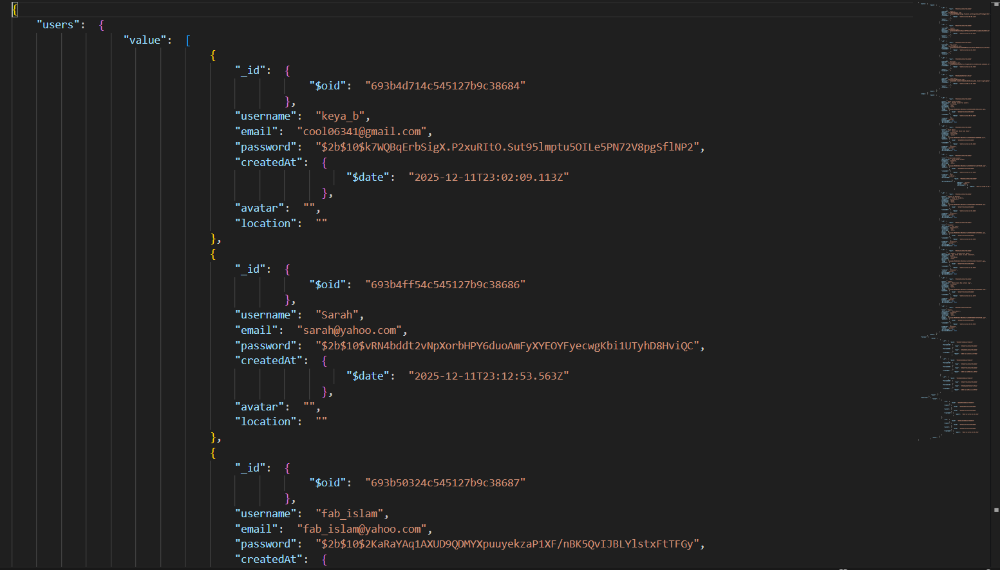 {
"users": {
"value": [
{
"_id": {
"$oid": "693b4d714c545127b9c38684"
},
"username": "keya_b",
"email": "cool06341@gmail.com",
"password": "$2b$10$k7WQBqErbSigX.P2xuRItO.Sut95lmptu5OILe5PN72V8pgSflNP2",
"createdAt": {
"$date": "2025-12-11T23:02:09.113Z"
},
"avatar": "",
"location": ""
},
{
"_id": {
"$oid": "693b4ff54c545127b9c38686"
},
"username": "Sarah",
"email": "sarah@yahoo.com",
"password": "$2b$10$vRN4bddt2vNpXorbHPY6duoAmFyXYEOYFyecwgKbi1UTyhD8HviQC",
"createdAt": {
"$date": "2025-12-11T23:12:53.563Z"
},
"avatar": "",
"location": ""
},
{
"_id": {
"$oid": "693b50324c545127b9c38687"
},
"username": "fab_islam",
"email": "fab_islam@yahoo.com",
"password": "$2b$10$2KaRaYAq1AXUD9QDMYXpuuyekzaP1XF/nBK5QvIJBLYlstxFtTFGy",
"createdAt": {